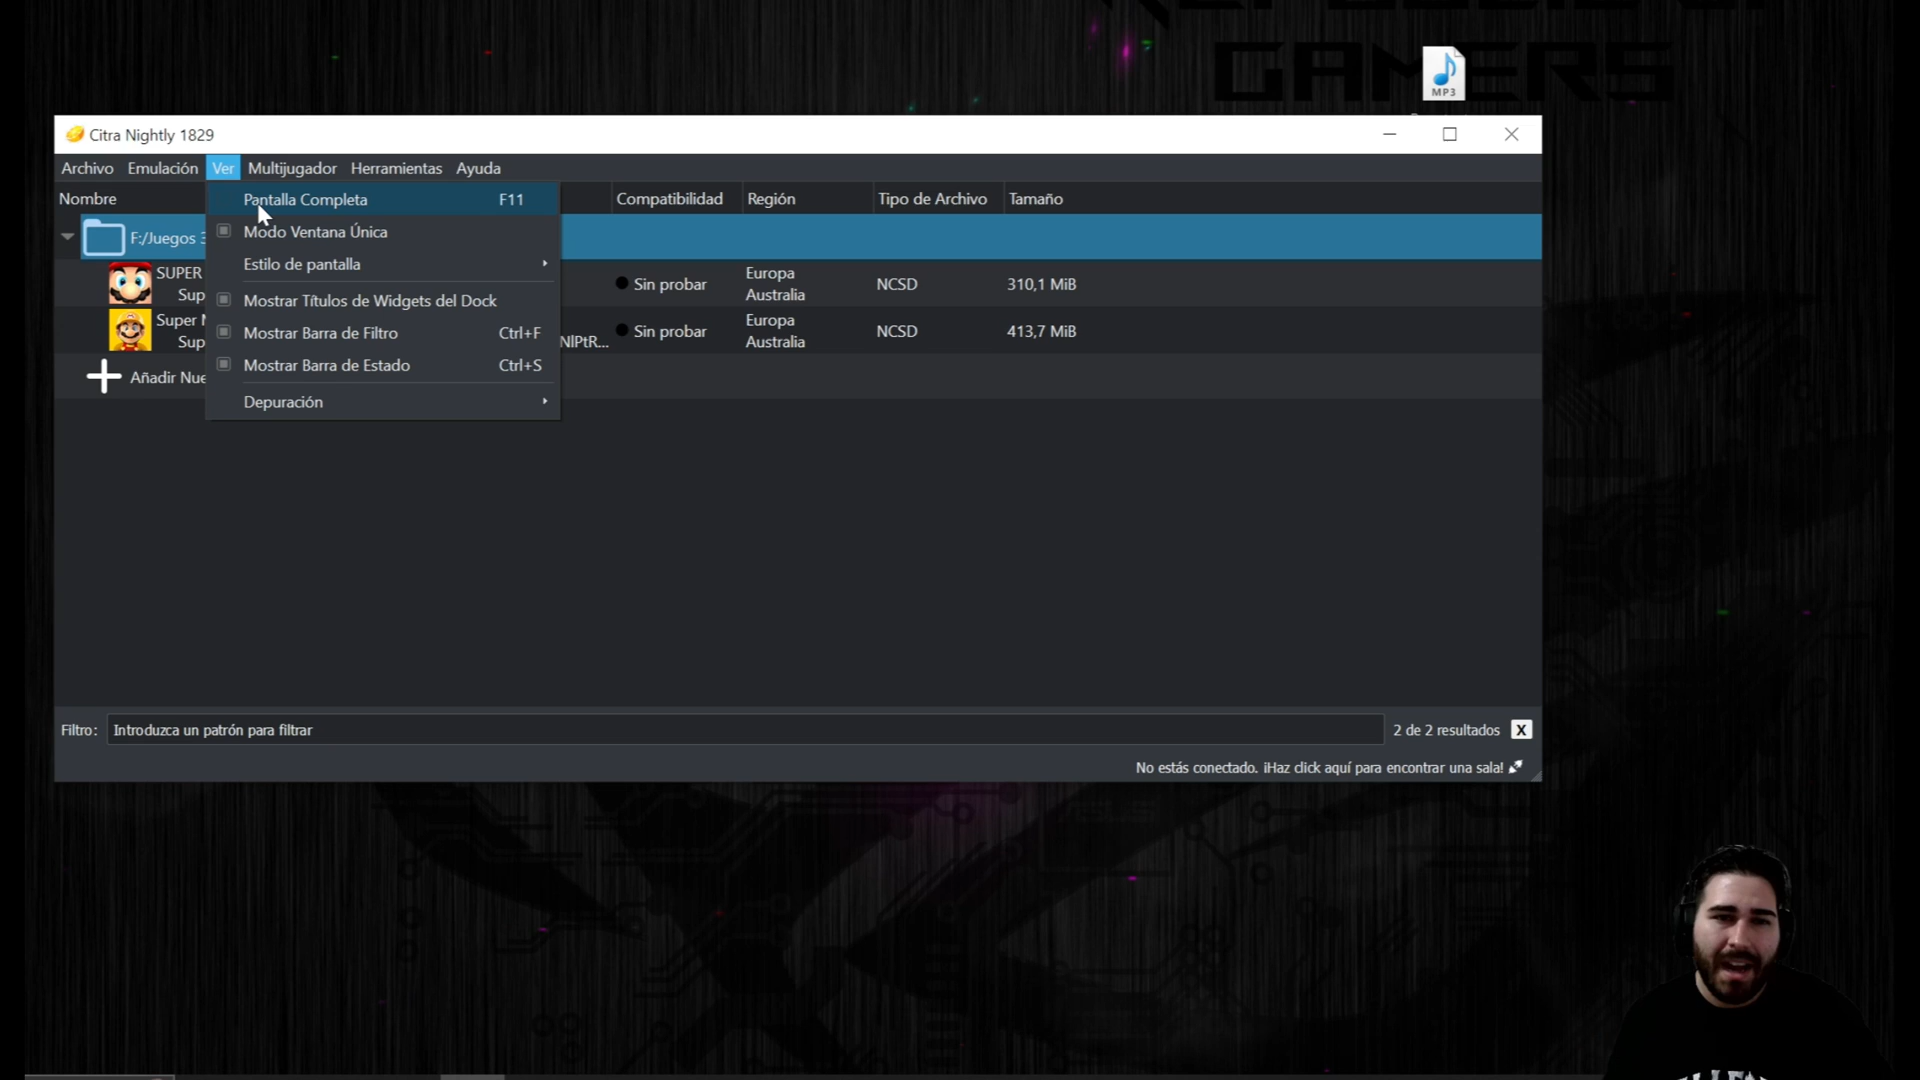 GAMERS
MP3
Citra Nightly 1829
Archivo Emulación Ver Multijugador Herramientas Ayuda
Nombre Compatibilidad Región Tipo de Archivo Tamaño
Pantalla Completa F11
Modo Ventana Única
F:/Juegos 3
Estilo de pantalla
SUPER
Sup
Sin probar
Europa
Australia
NCSD
310,1 MiB
Mostrar Títulos de Widgets del Dock
Super
Sup
NlPtR...
Sin probar
Europa
Australia
NCSD
413,7 MiB
Mostrar Barra de Filtro Ctrl+F
Mostrar Barra de Estado Ctrl+S
Añadir Nue
Depuración
Filtro: Introduzca un patrón para filtrar 2 de 2 resultados X
No estás conectado. ¡Haz click aquí para encontrar una sala!